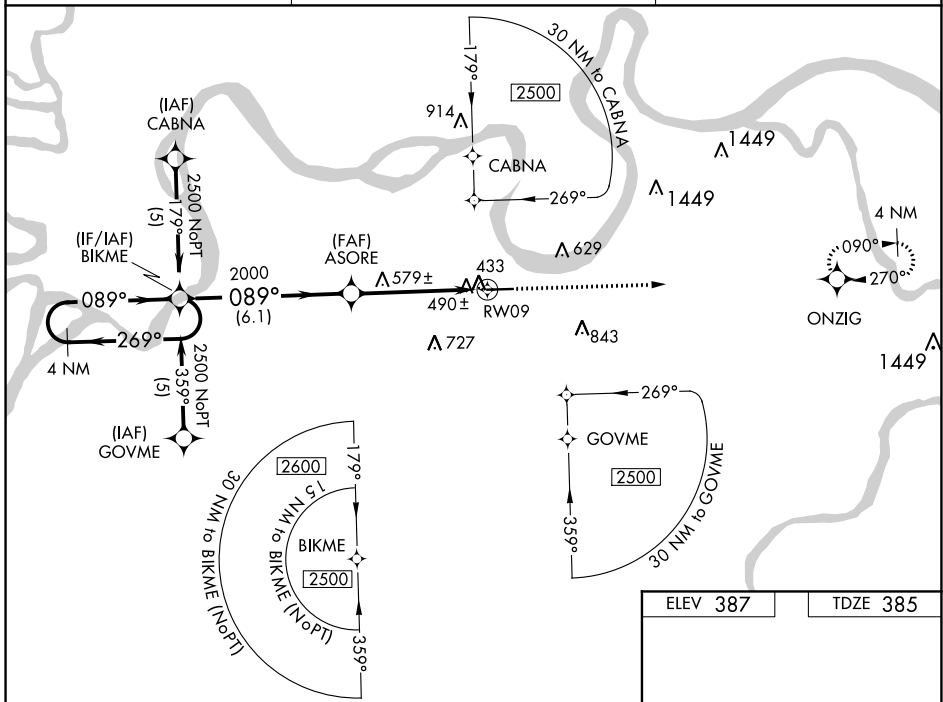 30 NM to CABNA
179°
2500
914
CABNA
269°
1449
1449
(IAF)
CABNA
2500 NoPT
179°
(5)
(IF/IAF)
BIKME
2000
089°
(6.1)
(FAF)
ASORE
579±
433
490±
RW09
629
4 NM
090°
270°
ONZIG
089°
269°
4 NM
2500 NoPT
359°
(5)
(IAF)
GOVME
727
843
1449
269°
GOVME
2500
359°
30 NM to GOVME
179°
2600
30 NM to BIKME (NoPT)
15 NM to BIKME (NoPT)
BIKME
2500
359°
ELEV 387
TDZE 385